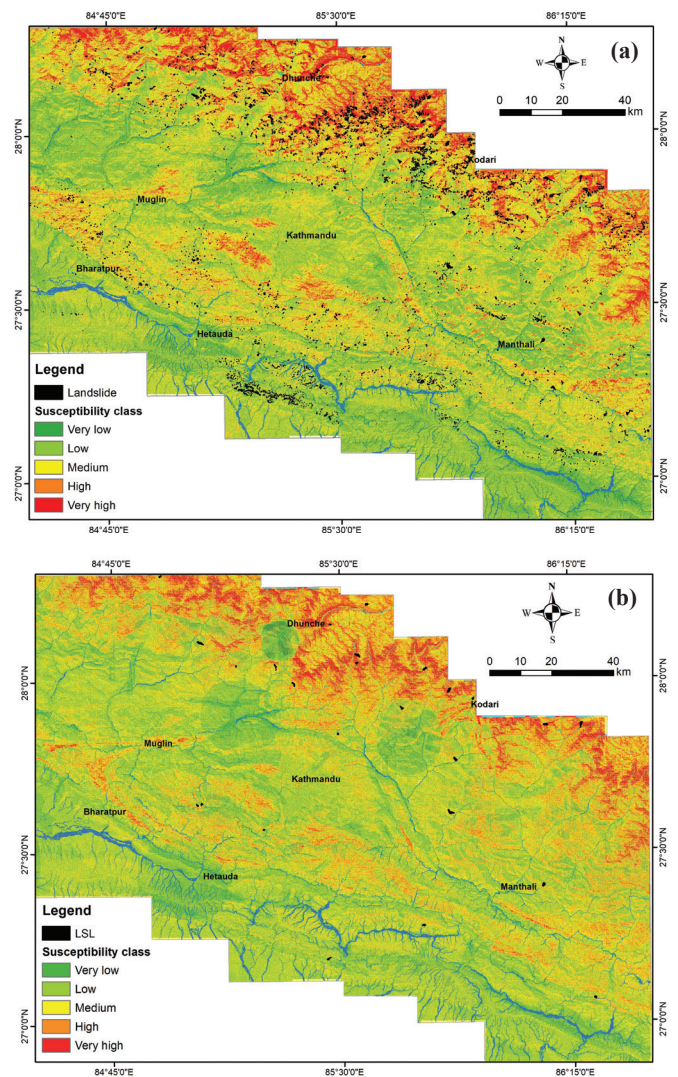 84°45'0"E 85°30'0"E 86°15'0"E
(a)
N
W E
S
0 10 20 40
km
Dhunche
28°0'0"N 28°0'0"N
Kodari
Muglin
Kathmandu
Bharatpur
27°30'0"N 27°30'0"N
Hetauda
Manthali
Legend
Landslide
Susceptibility class
Very low
Low
Medium
High
Very high
27°0'0"N 27°0'0"N
84°45'0"E 85°30'0"E 86°15'0"E
84°45'0"E 85°30'0"E 86°15'0"E
(b)
N
W E
S
0 10 20 40
km
Dhunche
28°0'0"N 28°0'0"N
Kodari
Muglin
Kathmandu
Bharatpur
27°30'0"N 27°30'0"N
Hetauda
Manthali
Legend
LSL
Susceptibility class
Very low
Low
Medium
High
Very high
27°0'0"N 27°0'0"N
84°45'0"E 85°30'0"E 86°15'0"E